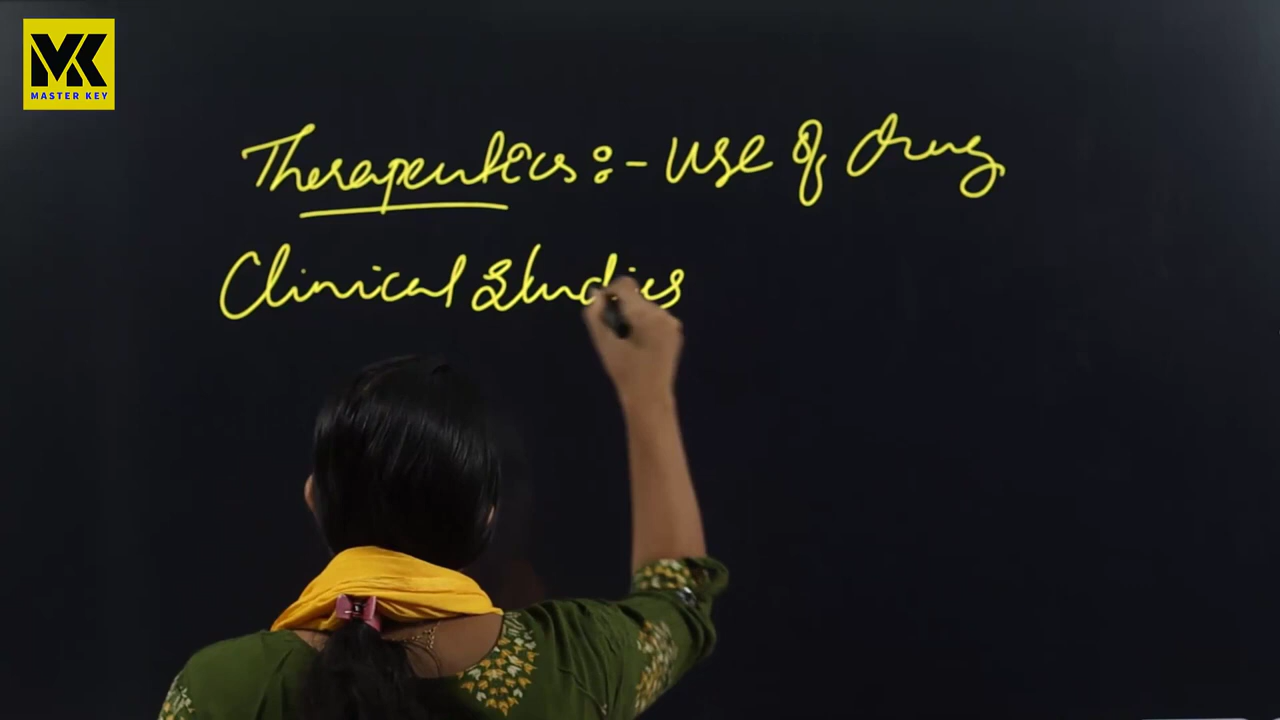 MK
MASTER KEY
Therapeutics :- Use of drug
Clinical Studies